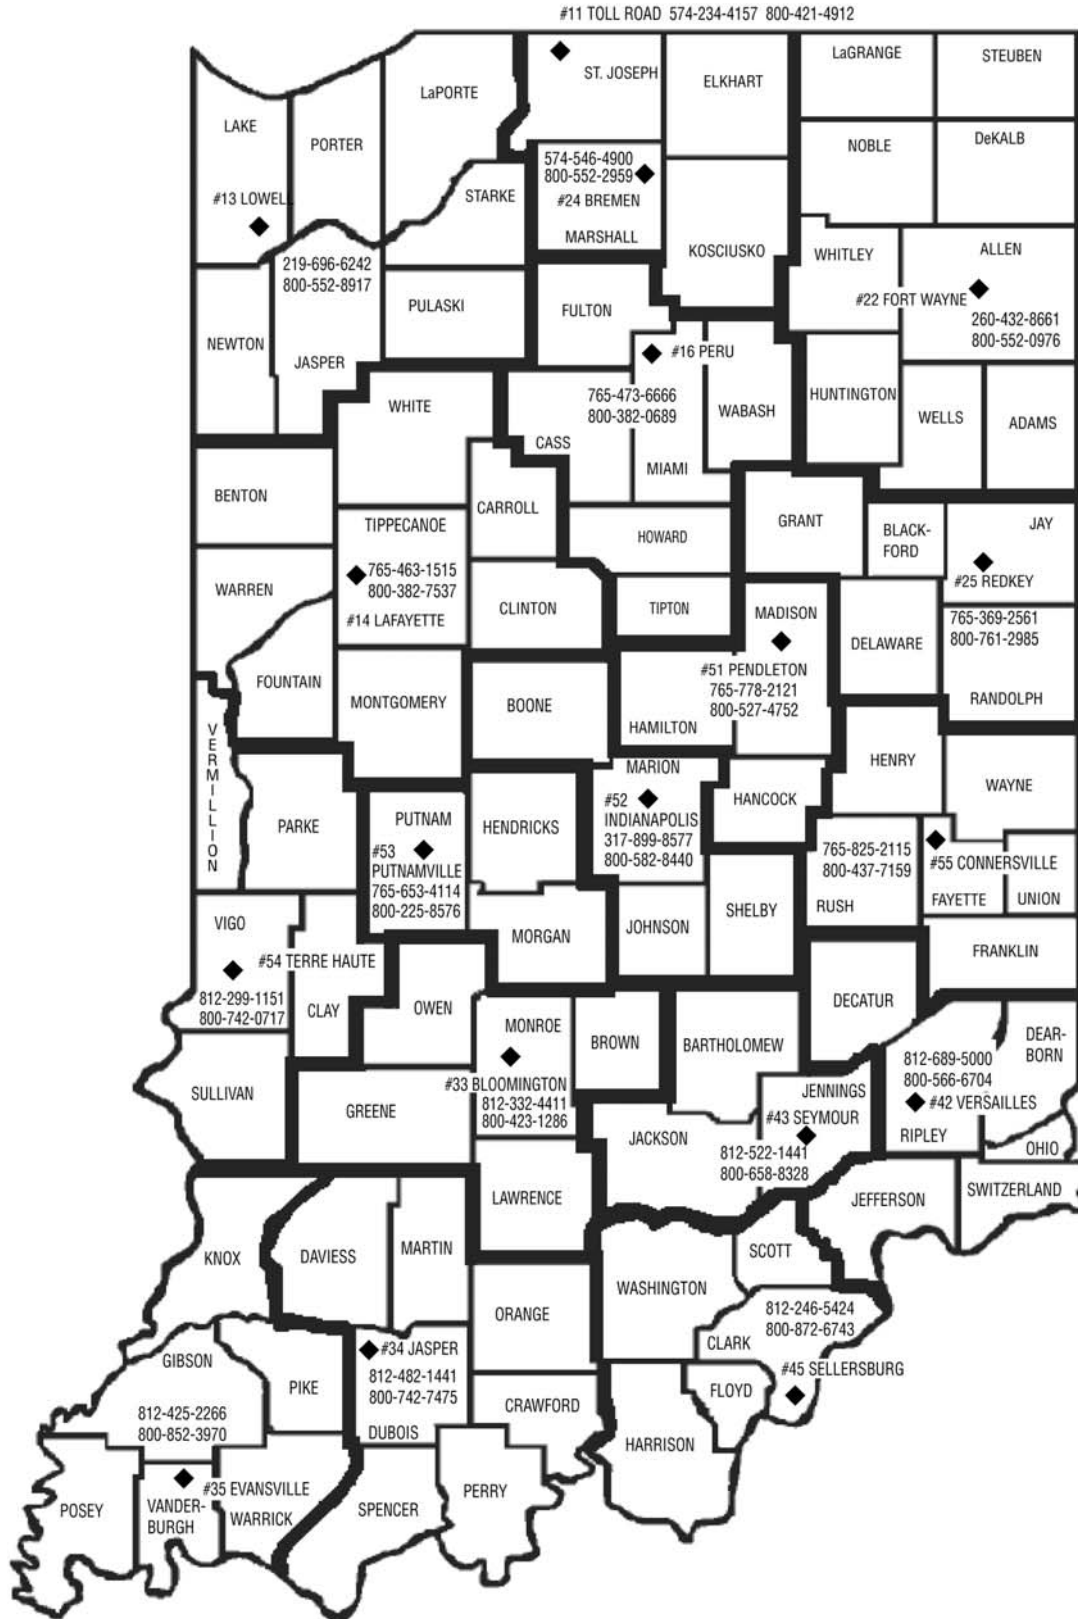 #11 TOLL ROAD 574-234-4157 800-421-4912
LAKE
PORTER
LaPORTE
ST. JOSEPH
ELKHART
LaGRANGE
STEUBEN
NOBLE
DeKALB
#13 LOWELL
219-696-6242
800-552-8917
STARKE
574-546-4900
800-552-2959
#24 BREMEN
MARSHALL
KOSCIUSKO
WHITLEY
ALLEN
#22 FORT WAYNE
260-432-8661
800-552-0976
NEWTON
JASPER
PULASKI
FULTON
#16 PERU
765-473-6666
800-382-0689
WABASH
HUNTINGTON
WELLS
ADAMS
WHITE
CASS
MIAMI
BENTON
CARROLL
TIPPECANOE
765-463-1515
800-382-7537
#14 LAFAYETTE
HOWARD
GRANT
BLACK-
FORD
JAY
#25 REDKEY
765-369-2561
800-761-2985
WARREN
CLINTON
TIPTON
MADISON
#51 PENDLETON
765-778-2121
800-527-4752
DELAWARE
RANDOLPH
FOUNTAIN
MONTGOMERY
BOONE
HAMILTON
VERMILLION
HENRY
WAYNE
MARION
#52
INDIANAPOLIS
317-899-8577
800-582-8440
HANCOCK
PARKE
PUTNAM
#53
PUTNAMVILLE
765-653-4114
800-225-8576
HENDRICKS
765-825-2115
800-437-7159
#55 CONNERSVILLE
RUSH
FAYETTE
UNION
VIGO
#54 TERRE HAUTE
812-299-1151
800-742-0717
CLAY
MORGAN
JOHNSON
SHELBY
FRANKLIN
OWEN
DECATUR
MONROE
#33 BLOOMINGTON
812-332-4411
800-423-1286
BROWN
BARTHOLOMEW
DEAR-
BORN
812-689-5000
800-566-6704
#42 VERSAILLES
RIPLEY
OHIO
SULLIVAN
GREENE
JENNINGS
#43 SEYMOUR
812-522-1441
800-658-8328
JACKSON
LAWRENCE
JEFFERSON
SWITZERLAND
KNOX
DAVIESS
MARTIN
SCOTT
WASHINGTON
ORANGE
812-246-5424
800-872-6743
CLARK
#45 SELLERSBURG
GIBSON
PIKE
#34 JASPER
812-482-1441
800-742-7475
DUBOIS
CRAWFORD
FLOYD
HARRISON
812-425-2266
800-852-3970
#35 EVANSVILLE
POSEY
VANDER-
BURGH
WARRICK
SPENCER
PERRY